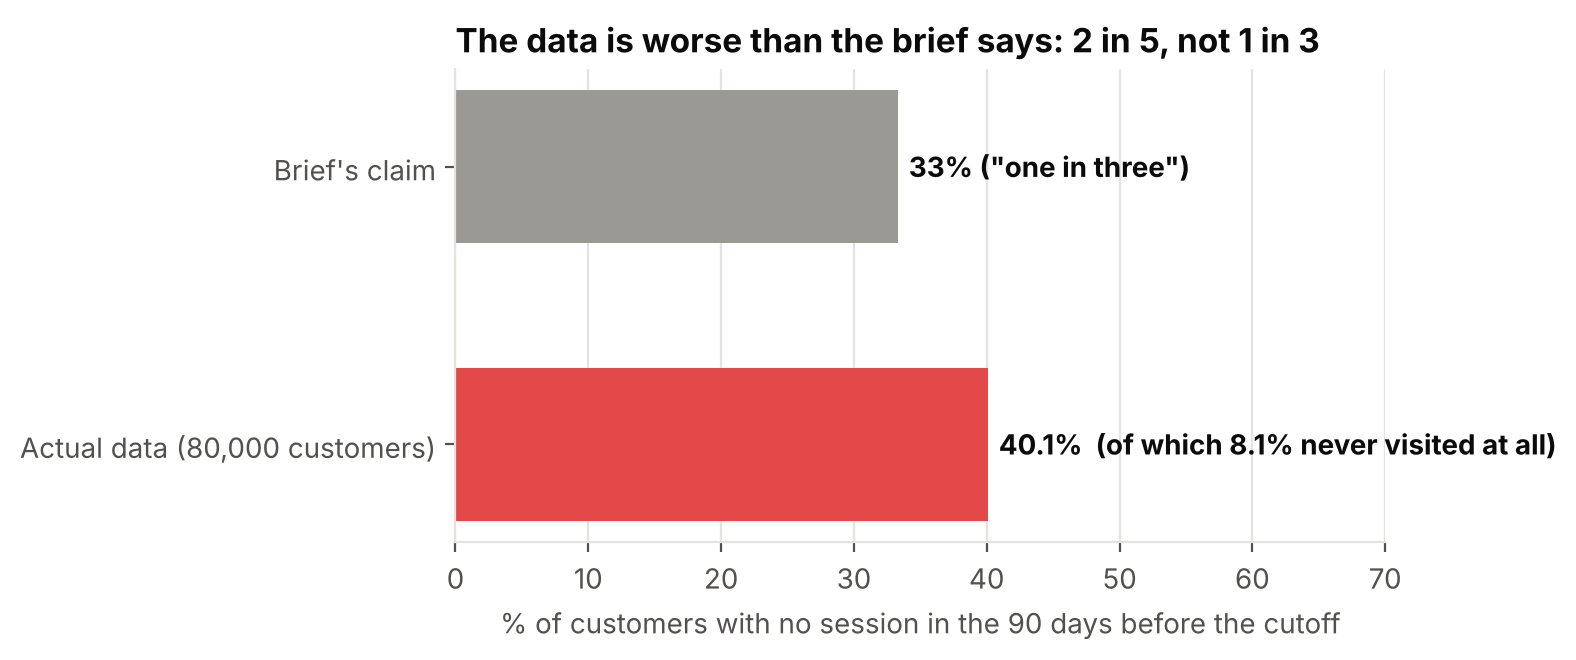 The data is worse than the brief says: 2 in 5, not 1 in 3
Brief's claim
33% ("one in three")
Actual data (80,000 customers)
40.1%  (of which 8.1% never visited at all)
0 10 20 30 40 50 60 70
% of customers with no session in the 90 days before the cutoff